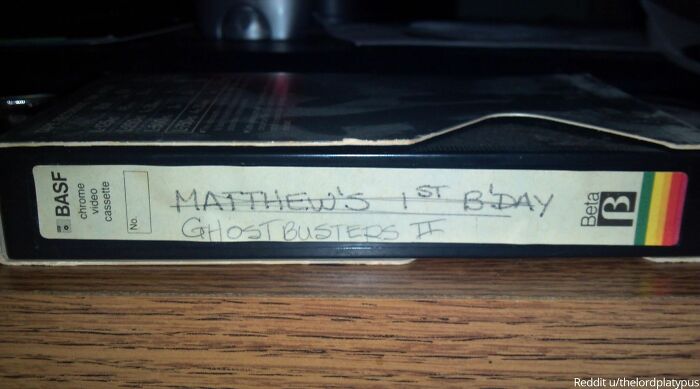 BASF
chrome
video
cassette
No.
MATTHEW'S 1ST B'DAY
GHOSTBUSTERS II
Beta
B
Reddit u/thelordplatypus